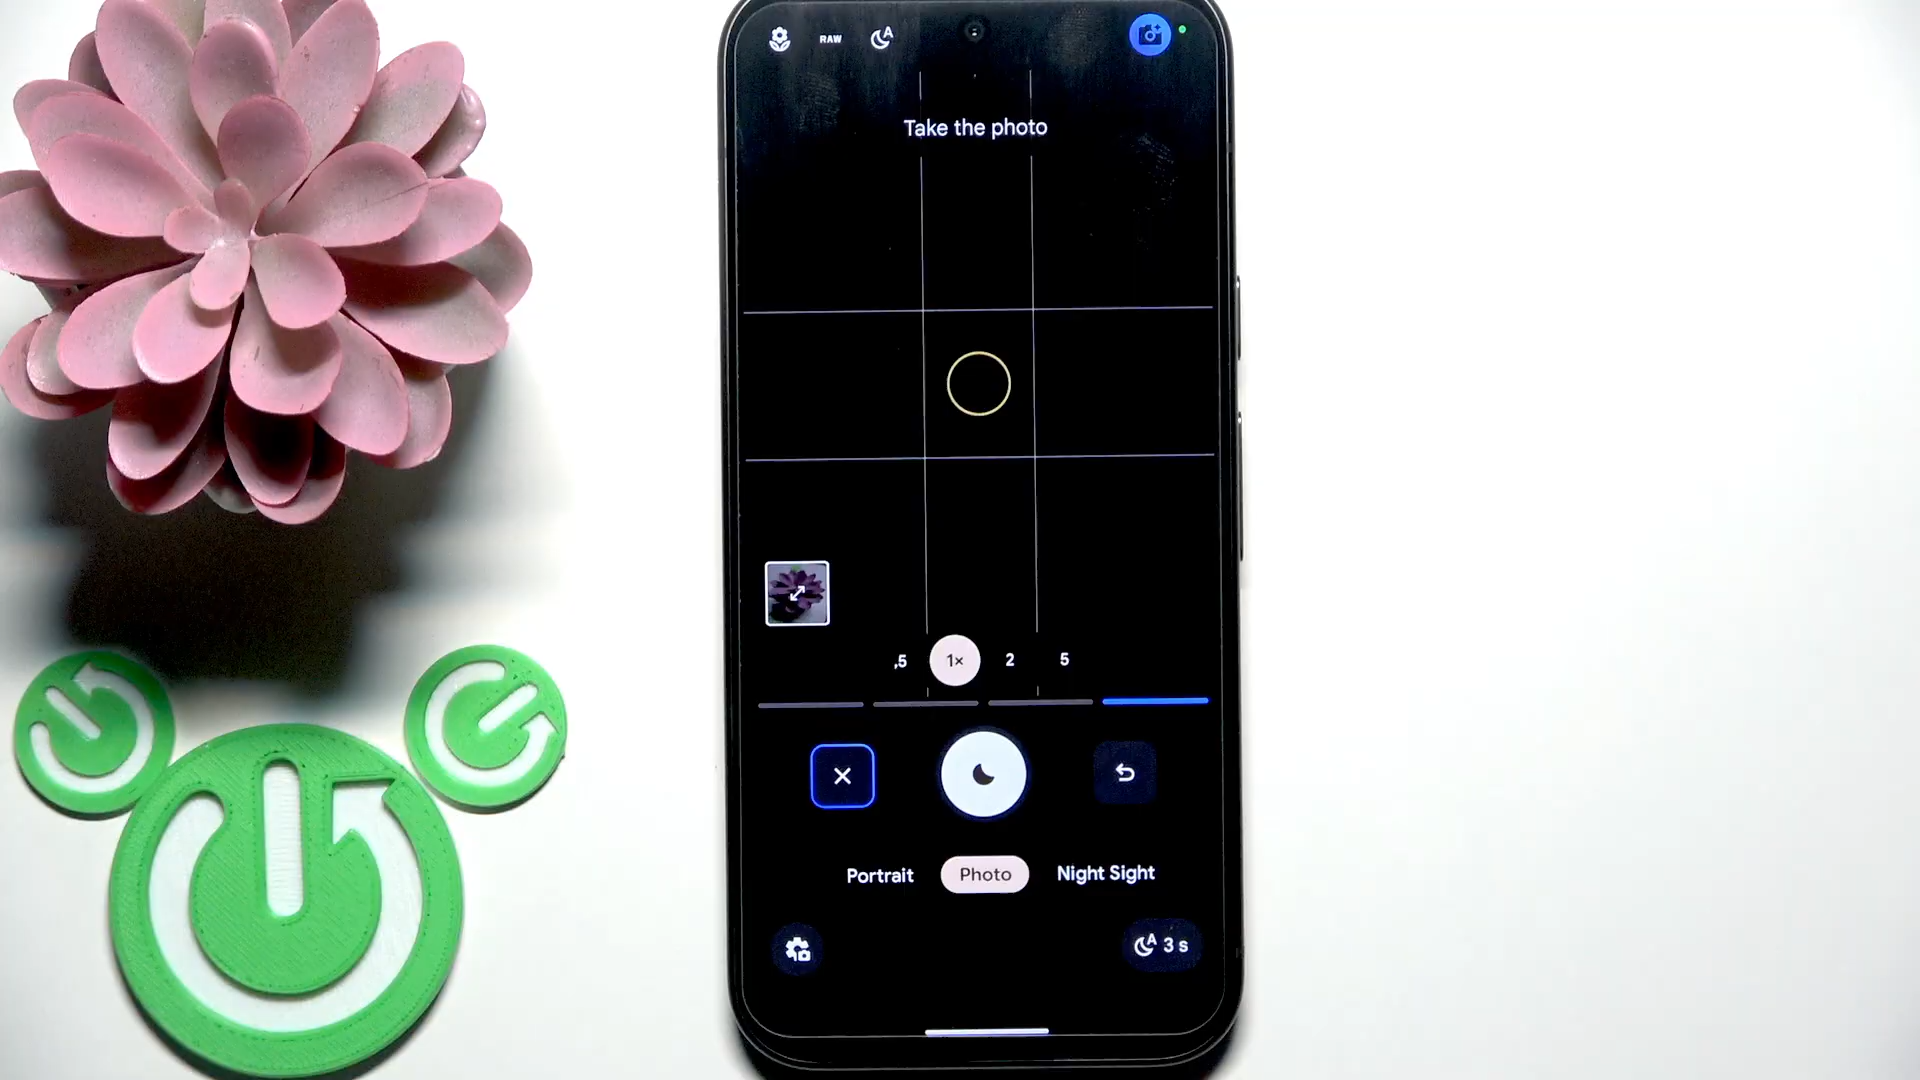 RAW A
Take the photo
,5 1× 2 5
Portrait Photo Night Sight
A 3 s